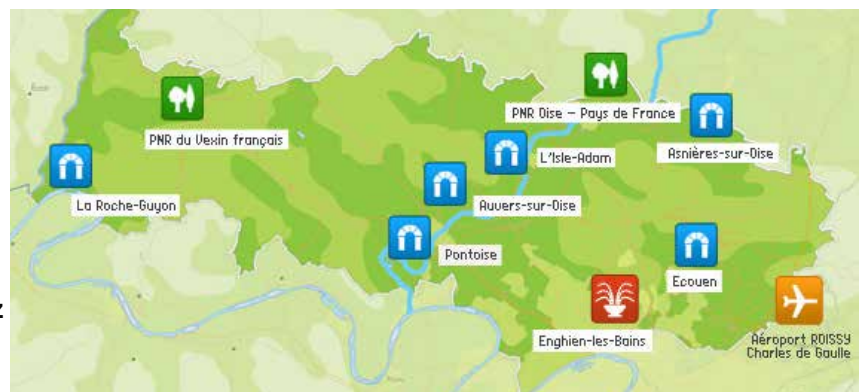 PNR Oise – Pays de France
PNR du Vexin français
L'Isle-Adam
Asnières-sur-Oise
La Roche-Guyon
Auvers-sur-Oise
Pontoise
Ecouen
Enghien-les-Bains
Aéroport ROISSY
Charles de Gaulle
z